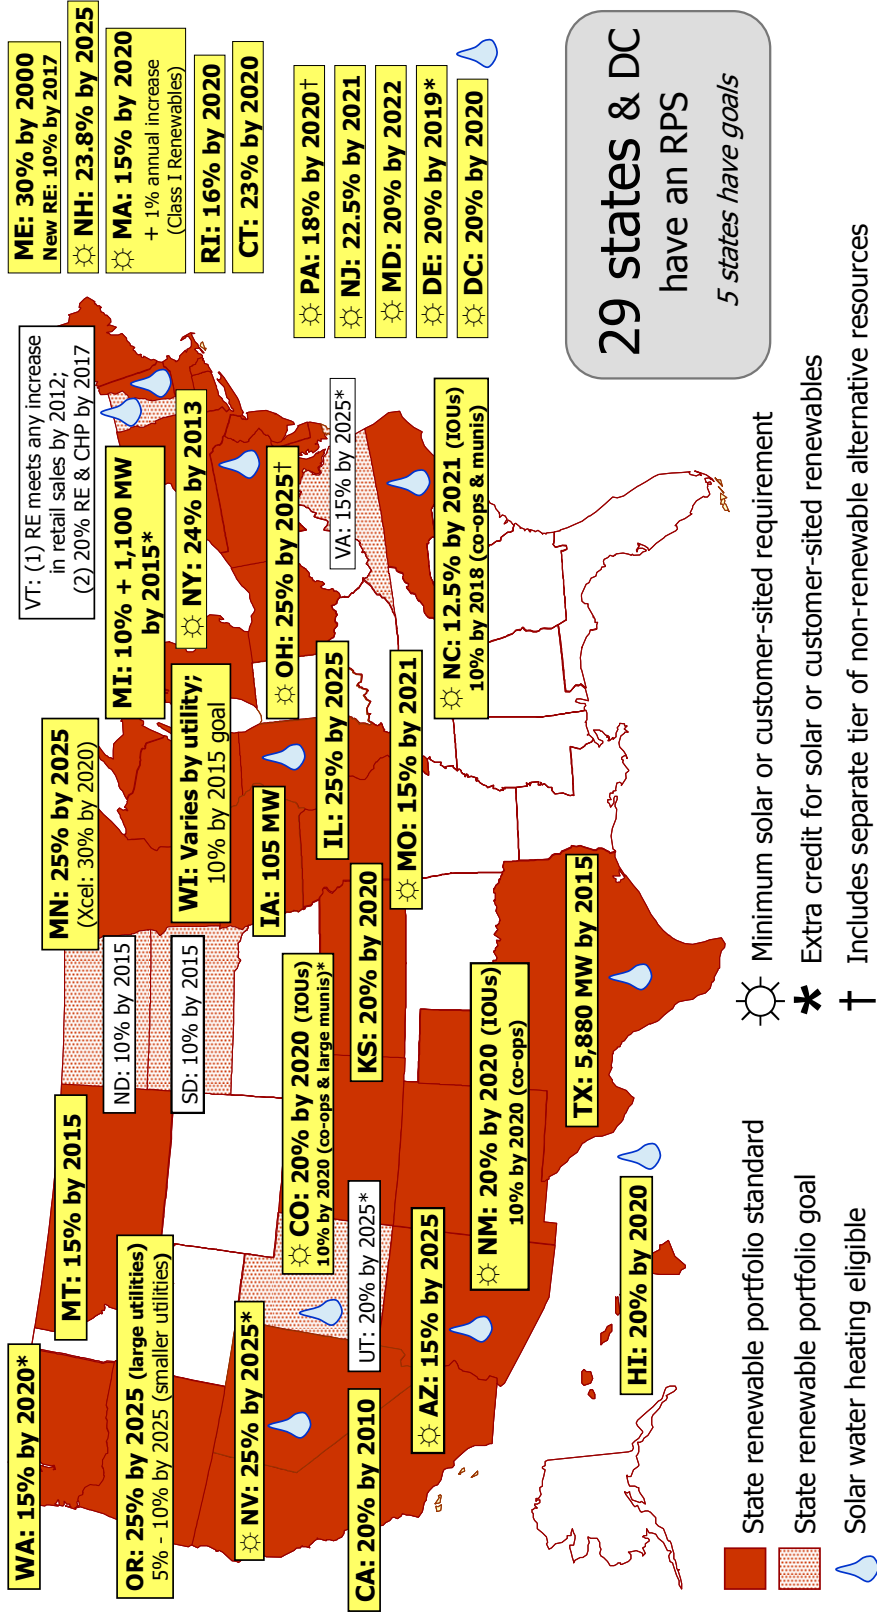 WA: 15% by 2020*
OR: 25% by 2025 (large utilities)
5% - 10% by 2025 (smaller utilities)
MT: 15% by 2015
☼ NV: 25% by 2025*
CA: 20% by 2010
UT: 20% by 2025*
☼ AZ: 15% by 2025
ND: 10% by 2015
SD: 10% by 2015
☼ CO: 20% by 2020 (IOUs)
10% by 2020 (co-ops & large munis)*
KS: 20% by 2020
☼ NM: 20% by 2020 (IOUs)
10% by 2020 (co-ops)
TX: 5,880 MW by 2015
HI: 20% by 2020
MN: 25% by 2025
(Xcel: 30% by 2020)
WI: Varies by utility;
10% by 2015 goal
IA: 105 MW
IL: 25% by 2025
☼ MO: 15% by 2021
VT: (1) RE meets any increase
in retail sales by 2012;
(2) 20% RE & CHP by 2017
MI: 10% + 1,100 MW
by 2015*
☼ NY: 24% by 2013
☼ OH: 25% by 2025†
VA: 15% by 2025*
☼ NC: 12.5% by 2021 (IOUs)
10% by 2018 (co-ops & munis)
ME: 30% by 2000
New RE: 10% by 2017
☼ NH: 23.8% by 2025
☼ MA: 15% by 2020
+ 1% annual increase
(Class I Renewables)
RI: 16% by 2020
CT: 23% by 2020
☼ PA: 18% by 2020†
☼ NJ: 22.5% by 2021
☼ MD: 20% by 2022
☼ DE: 20% by 2019*
☼ DC: 20% by 2020
29 states & DC
have an RPS
5 states have goals
State renewable portfolio standard
State renewable portfolio goal
Solar water heating eligible
☼ Minimum solar or customer-sited requirement
* Extra credit for solar or customer-sited renewables
† Includes separate tier of non-renewable alternative resources